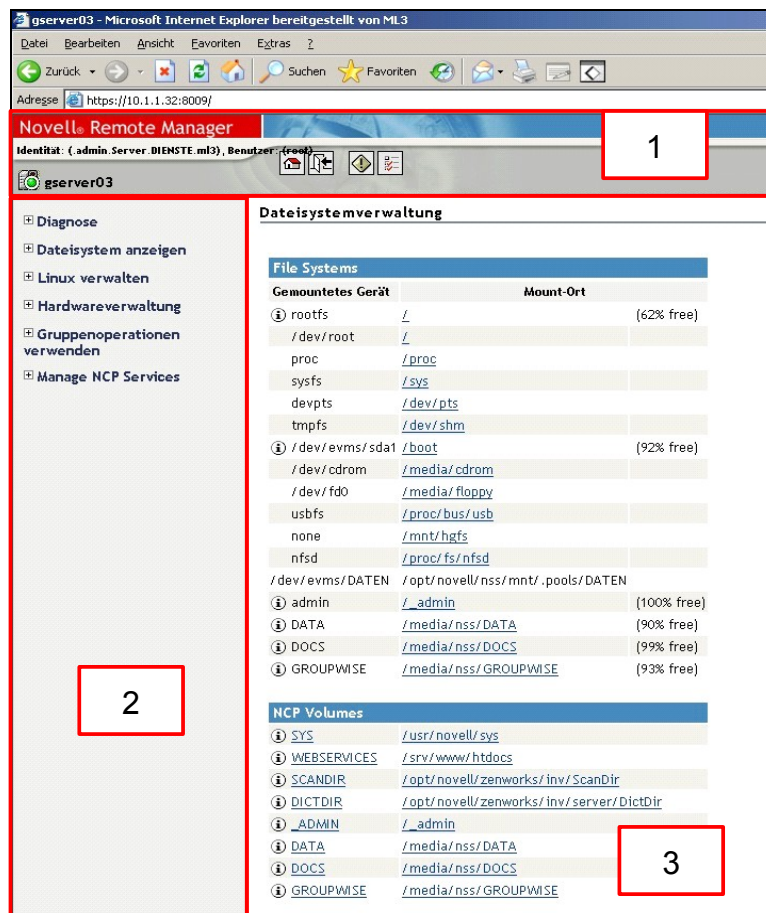 gserver03 - Microsoft Internet Explorer bereitgestellt von ML3
Datei Bearbeiten Ansicht Favoriten Extras ?
Zurück Suchen Favoriten
Adresse https://10.1.1.32:8009/
Novell® Remote Manager
Identität: (.admin.Server.DIENSTE.ml3), Benutzer: (root)
gserver03
1
Diagnose
Dateisystem anzeigen
Linux verwalten
Hardwareverwaltung
Gruppenoperationen
verwenden
Manage NCP Services
2
Dateisystemverwaltung
File Systems
Gemountetes Gerät Mount-Ort
rootfs / (62% free)
/dev/root /
proc /proc
sysfs /sys
devpts /dev/pts
tmpfs /dev/shm
/dev/evms/sda1 /boot (92% free)
/dev/cdrom /media/cdrom
/dev/fd0 /media/floppy
usbfs /proc/bus/usb
none /mnt/hgfs
nfsd /proc/fs/nfsd
/dev/evms/DATEN /opt/novell/nss/mnt/.pools/DATEN
admin /_admin (100% free)
DATA /media/nss/DATA (90% free)
DOCS /media/nss/DOCS (99% free)
GROUPWISE /media/nss/GROUPWISE (93% free)
NCP Volumes
SYS /usr/novell/sys
WEBSERVICES /srv/www/htdocs
SCANDIR /opt/novell/zenworks/inv/ScanDir
DICTDIR /opt/novell/zenworks/inv/server/DictDir
_ADMIN /_admin
DATA /media/nss/DATA
DOCS /media/nss/DOCS
GROUPWISE /media/nss/GROUPWISE
3